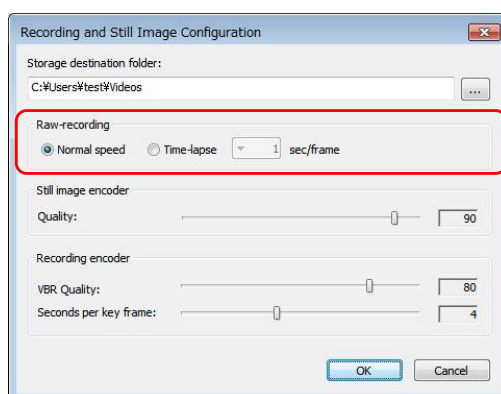 Recording and Still Image Configuration
Storage destination folder:
C:¥Users¥test¥Videos
...
Raw-recording
Normal speed Time-lapse 1 sec/frame
Still image encoder
Quality: 90
Recording encoder
VBR Quality: 80
Seconds per key frame: 4
OK Cancel